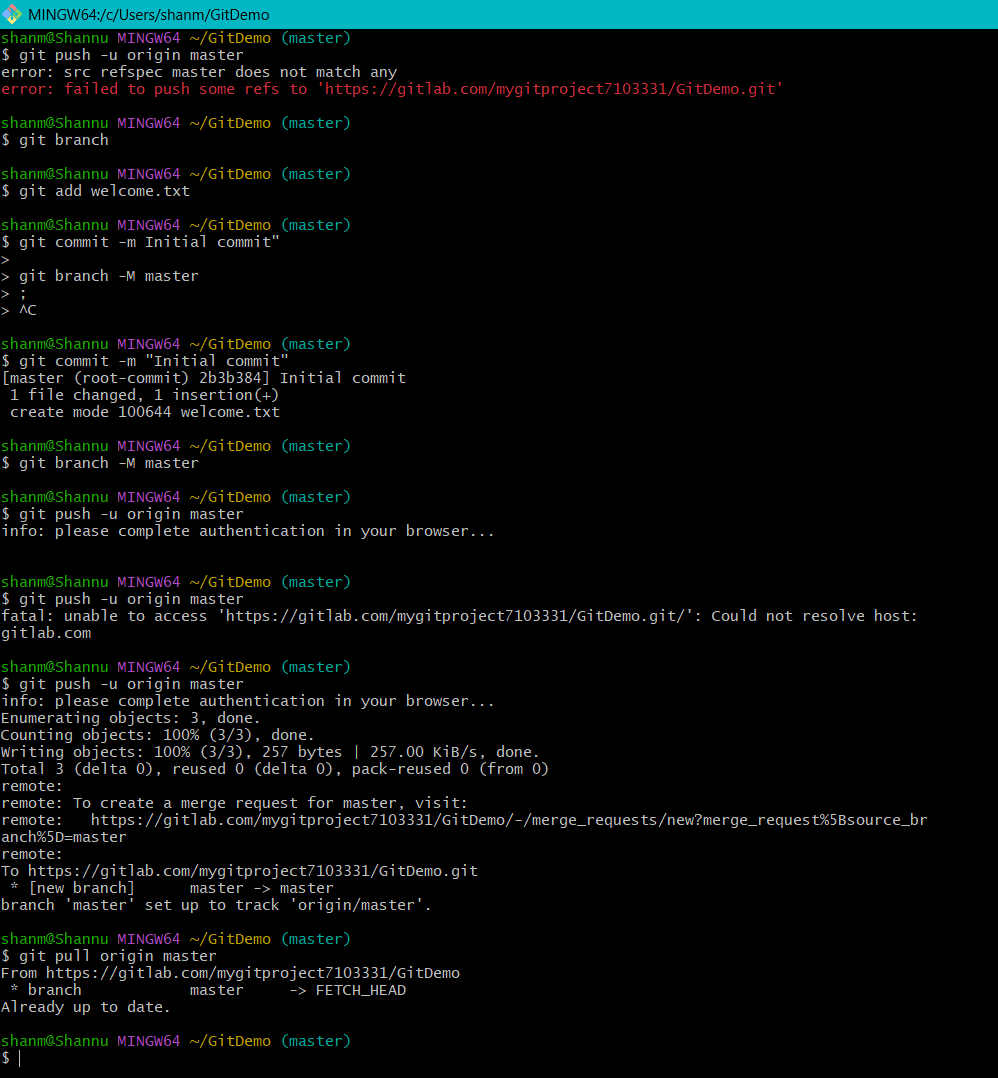 MINGW64:/c/Users/shanm/GitDemo
shanm@Shannu MINGW64 ~/GitDemo (master)
$ git push -u origin master
error: src refspec master does not match any
error: failed to push some refs to 'https://gitlab.com/mygitproject7103331/GitDemo.git'
shanm@Shannu MINGW64 ~/GitDemo (master)
$ git branch
shanm@Shannu MINGW64 ~/GitDemo (master)
$ git add welcome.txt
shanm@Shannu MINGW64 ~/GitDemo (master)
$ git commit -m Initial commit"
>
> git branch -M master
> ;
> ^C
shanm@Shannu MINGW64 ~/GitDemo (master)
$ git commit -m "Initial commit"
[master (root-commit) 2b3b384] Initial commit
 1 file changed, 1 insertion(+)
 create mode 100644 welcome.txt
shanm@Shannu MINGW64 ~/GitDemo (master)
$ git branch -M master
shanm@Shannu MINGW64 ~/GitDemo (master)
$ git push -u origin master
info: please complete authentication in your browser...
shanm@Shannu MINGW64 ~/GitDemo (master)
$ git push -u origin master
fatal: unable to access 'https://gitlab.com/mygitproject7103331/GitDemo.git/': Could not resolve host:
gitlab.com
shanm@Shannu MINGW64 ~/GitDemo (master)
$ git push -u origin master
info: please complete authentication in your browser...
Enumerating objects: 3, done.
Counting objects: 100% (3/3), done.
Writing objects: 100% (3/3), 257 bytes | 257.00 KiB/s, done.
Total 3 (delta 0), reused 0 (delta 0), pack-reused 0 (from 0)
remote:
remote: To create a merge request for master, visit:
remote:   https://gitlab.com/mygitproject7103331/GitDemo/-/merge_requests/new?merge_request%5Bsource_br
anch%5D=master
remote:
To https://gitlab.com/mygitproject7103331/GitDemo.git
 * [new branch]      master -> master
branch 'master' set up to track 'origin/master'.
shanm@Shannu MINGW64 ~/GitDemo (master)
$ git pull origin master
From https://gitlab.com/mygitproject7103331/GitDemo
 * branch            master     -> FETCH_HEAD
Already up to date.
shanm@Shannu MINGW64 ~/GitDemo (master)
$